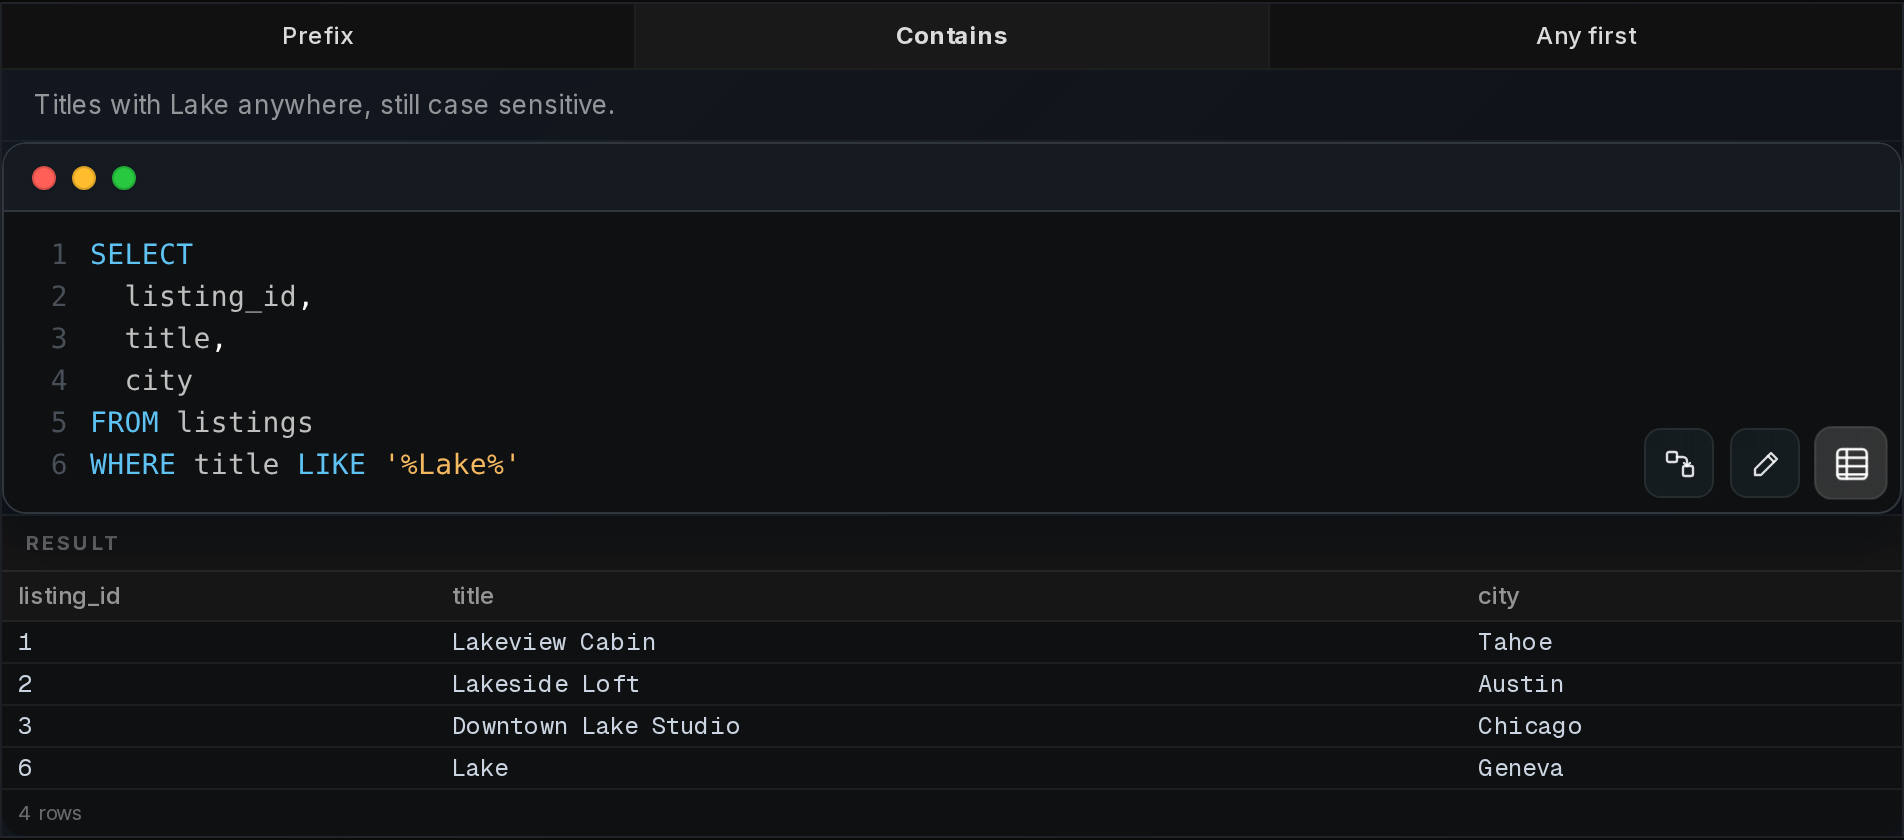 Prefix Contains Any first
Titles with Lake anywhere, still case sensitive.
1 SELECT
2   listing_id,
3   title,
4   city
5 FROM listings
6 WHERE title LIKE '%Lake%'
RESULT
listing_id title city
1 Lakeview Cabin Tahoe
2 Lakeside Loft Austin
3 Downtown Lake Studio Chicago
6 Lake Geneva
4 rows